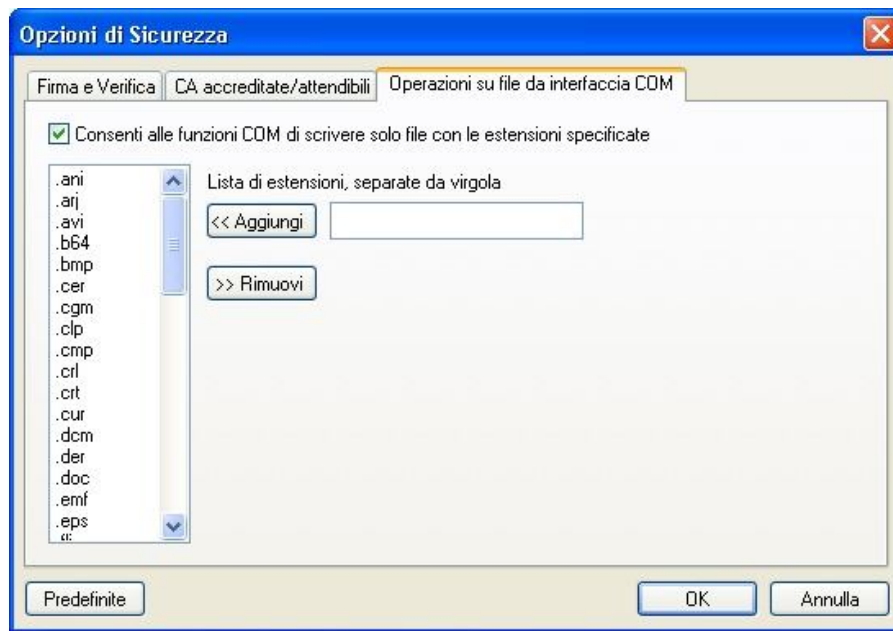 Opzioni di Sicurezza
Firma e Verifica
CA accreditate/attendibili
Operazioni su file da interfaccia COM
Consenti alle funzioni COM di scrivere solo file con le estensioni specificate
.ani
.arj
.avi
.b64
.bmp
.cer
.cgm
.clp
.cmp
.crl
.crt
.cur
.dcm
.der
.doc
.emf
.eps
Lista di estensioni, separate da virgola
<< Aggiungi
>> Rimuovi
Predefinite
OK
Annulla